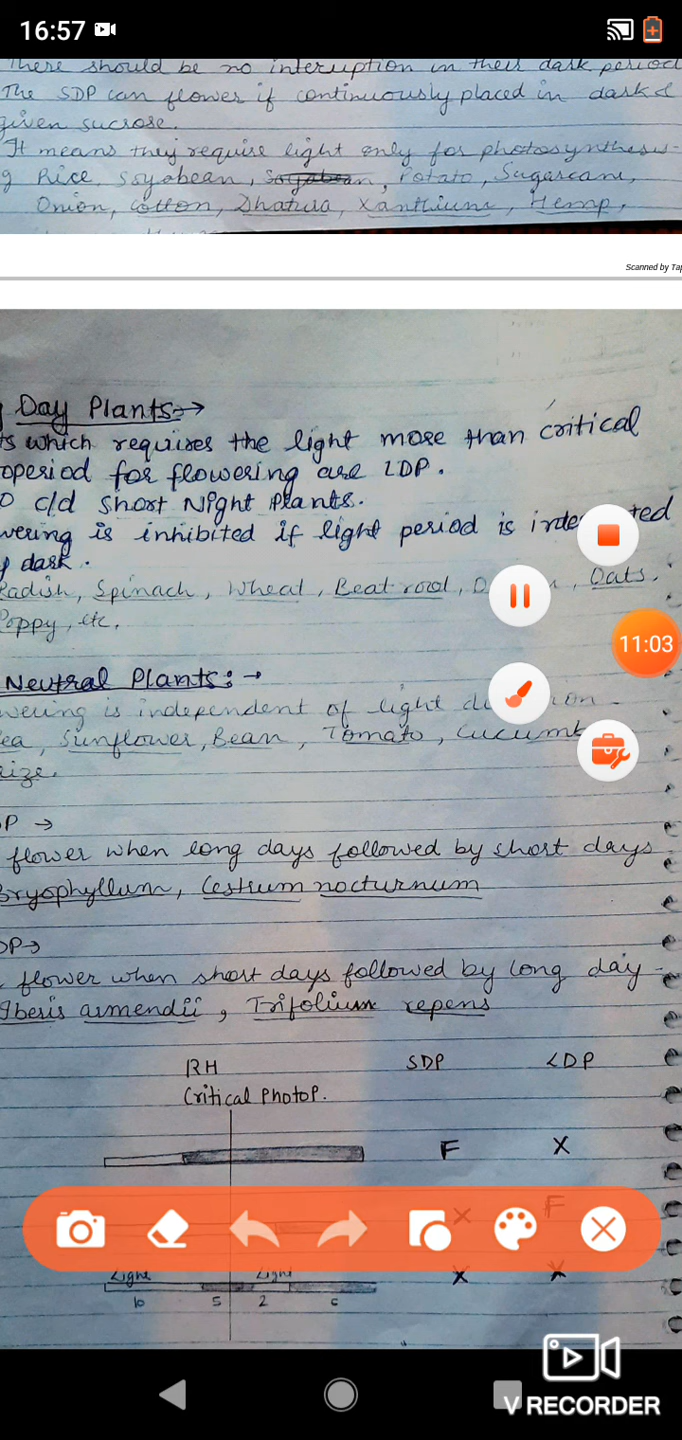 16:57
There should be no interuption in their dark period
The SDP can flower if continuously placed in dark &
given sucrose.
It means they require light only for photosynthesis-
g Rice, Soyabean, Potato, Sugarcane,
Onion, Cotton, Dhatura, Xanthium, Hemp,
Scanned by Tap
Day Plants:→
ts which requires the light more than critical
operiod for flowering are LDP.
c/d Short Night Plants.
wering is inhibited if light period is
y dark.
Radish, Spinach, Wheat, Beat root, Oats,
Poppy, etc.
Neutral Plants: →
wering is independent of light
ea, Sunflower, Bean, Tomato, Cucumb
aize.
P →
flower when long days followed by short days
Bryophyllum, Cestrum nocturnum
DP→
flower when short days followed by long day -
Iberis armendii, Trifolium repens
RH SDP LDP
Critical PhotoP.
F X
X F
Light Light
X X
10 5 2 6
11:03
V RECORDER